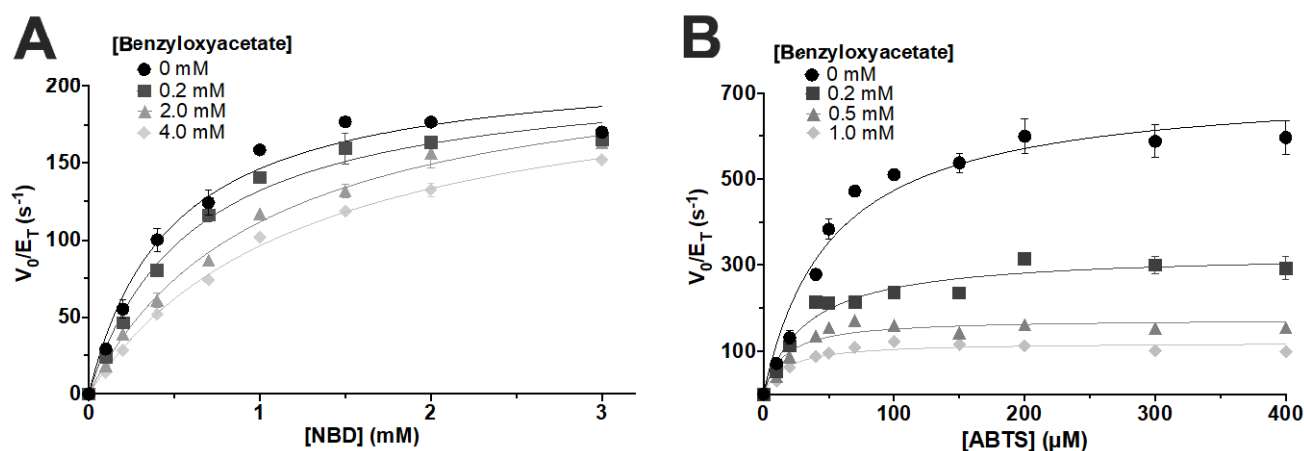 A
[Benzyloxyacetate]
0 mM
0.2 mM
2.0 mM
4.0 mM
200
150
100
50
0
V0/ET (s-1)
0
1
2
3
[NBD] (mM)
B
[Benzyloxyacetate]
0 mM
0.2 mM
0.5 mM
1.0 mM
700
500
300
100
V0/ET (s-1)
0
100
200
300
400
[ABTS] (µM)